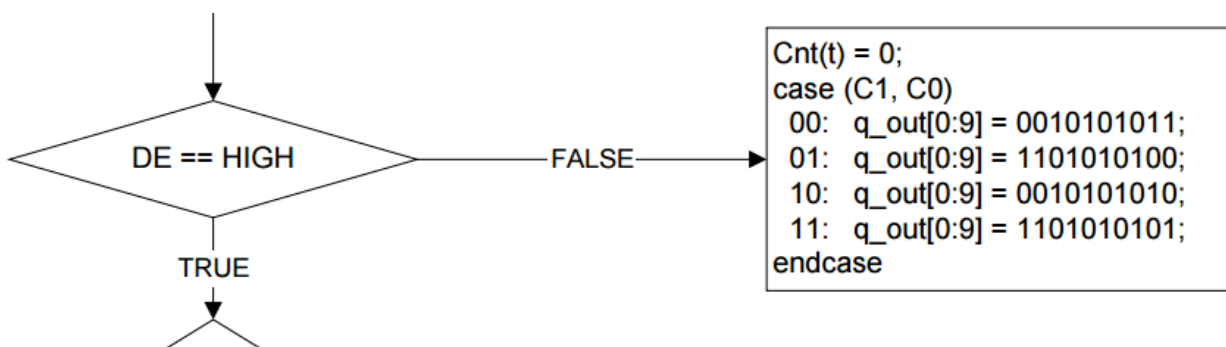 DE == HIGH
FALSE
TRUE
Cnt(t) = 0;
case (C1, C0)
00: q_out[0:9] = 0010101011;
01: q_out[0:9] = 1101010100;
10: q_out[0:9] = 0010101010;
11: q_out[0:9] = 1101010101;
endcase